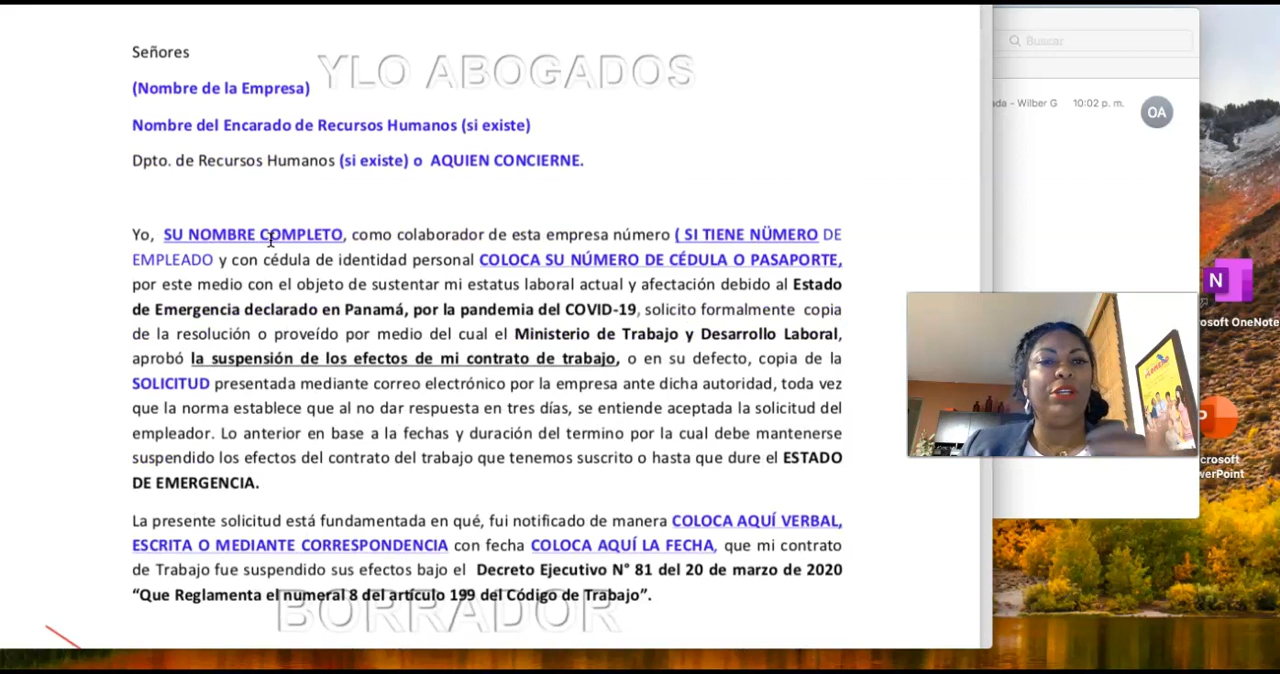 YLO ABOGADOS
Señores
(Nombre de la Empresa)
Nombre del Encarado de Recursos Humanos (si existe)
Dpto. de Recursos Humanos (si existe) o AQUIEN CONCIERNE.
Yo, SU NOMBRE COMPLETO, como colaborador de esta empresa número ( SI TIENE NÜMERO DE
EMPLEADO y con cédula de identidad personal COLOCA SU NÚMERO DE CÉDULA O PASAPORTE,
por este medio con el objeto de sustentar mi estatus laboral actual y afectación debido al Estado
de Emergencia declarado en Panamá, por la pandemia del COVID-19, solicito formalmente copia
de la resolución o proveído por medio del cual el Ministerio de Trabajo y Desarrollo Laboral,
aprobó la suspensión de los efectos de mi contrato de trabajo, o en su defecto, copia de la
SOLICITUD presentada mediante correo electrónico por la empresa ante dicha autoridad, toda vez
que la norma establece que al no dar respuesta en tres días, se entiende aceptada la solicitud del
empleador. Lo anterior en base a la fechas y duración del termino por la cual debe mantenerse
suspendido los efectos del contrato del trabajo que tenemos suscrito o hasta que dure el ESTADO
DE EMERGENCIA.
La presente solicitud está fundamentada en qué, fui notificado de manera COLOCA AQUÍ VERBAL,
ESCRITA O MEDIANTE CORRESPONDENCIA con fecha COLOCA AQUÍ LA FECHA, que mi contrato
de Trabajo fue suspendido sus efectos bajo el Decreto Ejecutivo N° 81 del 20 de marzo de 2020
“Que Reglamenta el numeral 8 del artículo 199 del Código de Trabajo”.
BORRADOR
Buscar
da - Wilber G 10:02 p. m.
OA
N
osoft OneNote
crosoft
werPoint